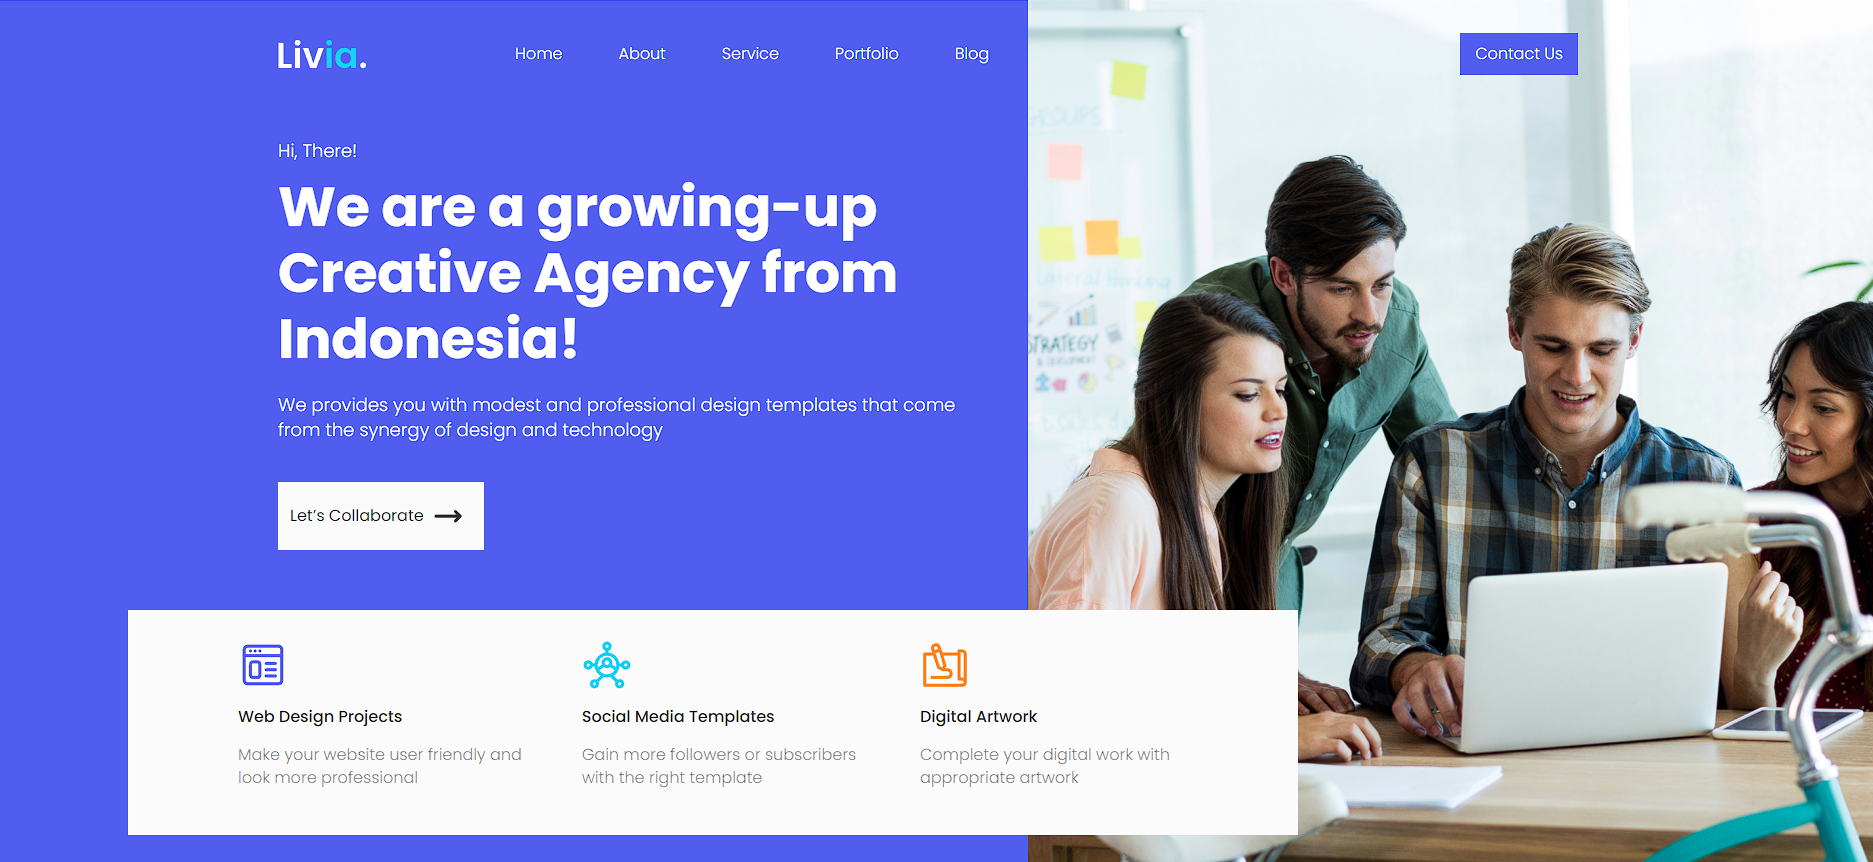 Livia.
Home
About
Service
Portfolio
Blog
Contact Us
Hi, There!
We are a growing-up
Creative Agency from
Indonesia!
We provides you with modest and professional design templates that come
from the synergy of design and technology
Let's Collaborate
Web Design Projects
Make your website user friendly and
look more professional
Social Media Templates
Gain more followers or subscribers
with the right template
Digital Artwork
Complete your digital work with
appropriate artwork
GROUPS
Lateral thinking
STRATEGY